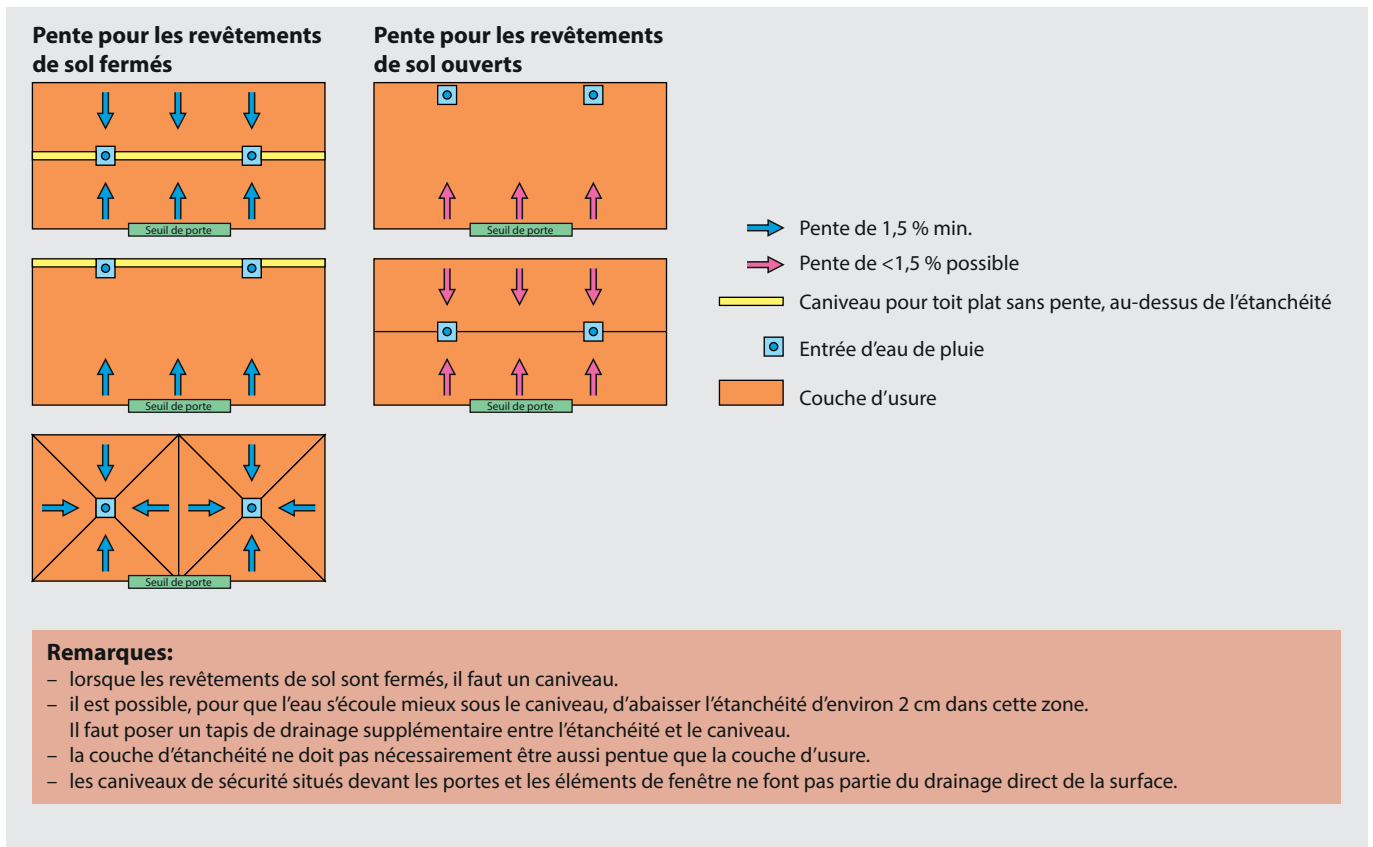 Pente pour les revêtements
de sol fermés
Seuil de porte
Seuil de porte
Seuil de porte
Pente pour les revêtements
de sol ouverts
Seuil de porte
Seuil de porte
Pente de 1,5 % min.
Pente de <1,5 % possible
Caniveau pour toit plat sans pente, au-dessus de l’étanchéité
Entrée d’eau de pluie
Couche d’usure
Remarques:
– lorsque les revêtements de sol sont fermés, il faut un caniveau.
– il est possible, pour que l’eau s’écoule mieux sous le caniveau, d’abaisser l’étanchéité d’environ 2 cm dans cette zone.
Il faut poser un tapis de drainage supplémentaire entre l’étanchéité et le caniveau.
– la couche d’étanchéité ne doit pas nécessairement être aussi pentue que la couche d’usure.
– les caniveaux de sécurité situés devant les portes et les éléments de fenêtre ne font pas partie du drainage direct de la surface.